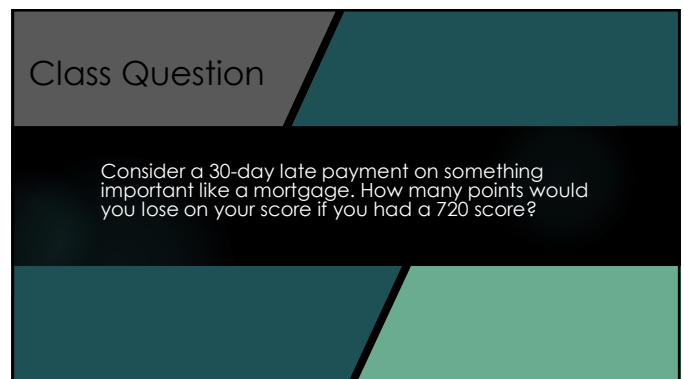 Class Question
Consider a 30-day late payment on something
important like a mortgage. How many points would
you lose on your score if you had a 720 score?